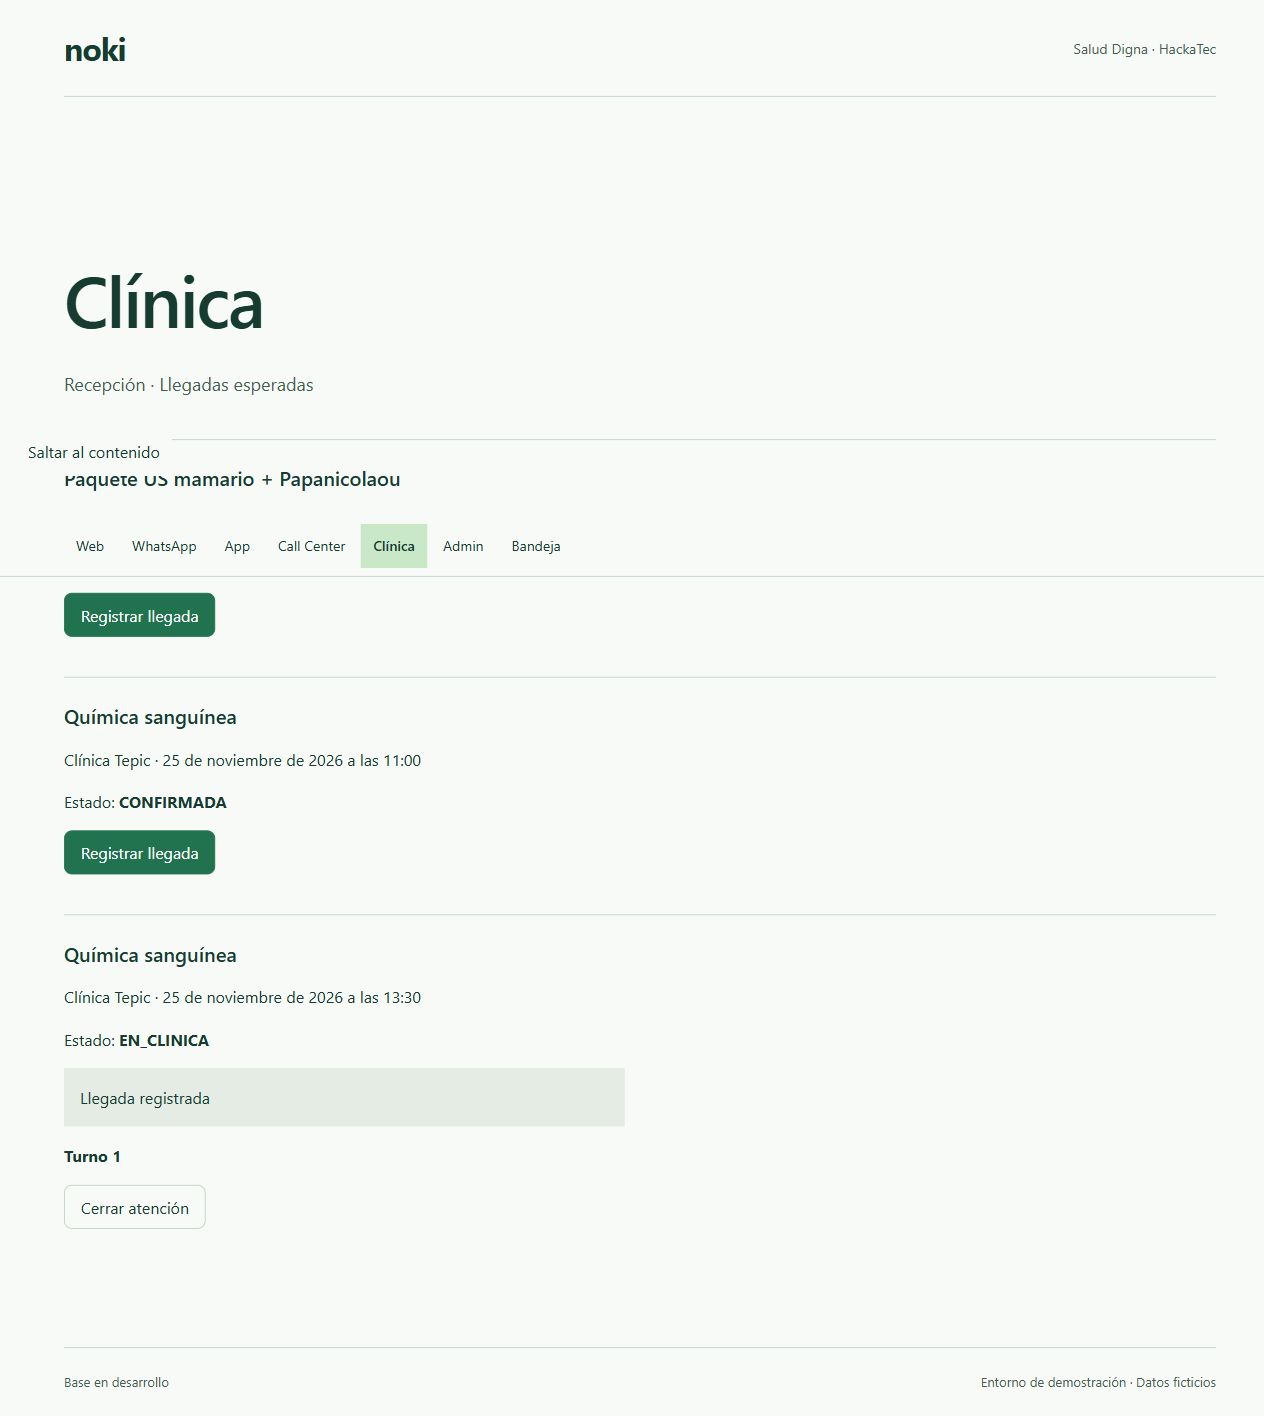 noki
Salud Digna · HackaTec
Clínica
Recepción · Llegadas esperadas
Saltar al contenido
Paquete US mamario + Papanicolaou
Web WhatsApp App Call Center Clínica Admin Bandeja
Registrar llegada
Química sanguínea
Clínica Tepic · 25 de noviembre de 2026 a las 11:00
Estado: CONFIRMADA
Registrar llegada
Química sanguínea
Clínica Tepic · 25 de noviembre de 2026 a las 13:30
Estado: EN_CLINICA
Llegada registrada
Turno 1
Cerrar atención
Base en desarrollo
Entorno de demostración · Datos ficticios